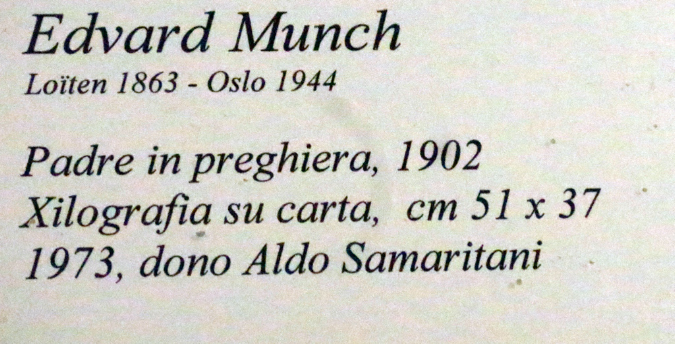 Edvard Munch
Loïten 1863 - Oslo 1944
Padre in preghiera, 1902
Xilografia su carta, cm 51 x 37
1973, dono Aldo Samaritani